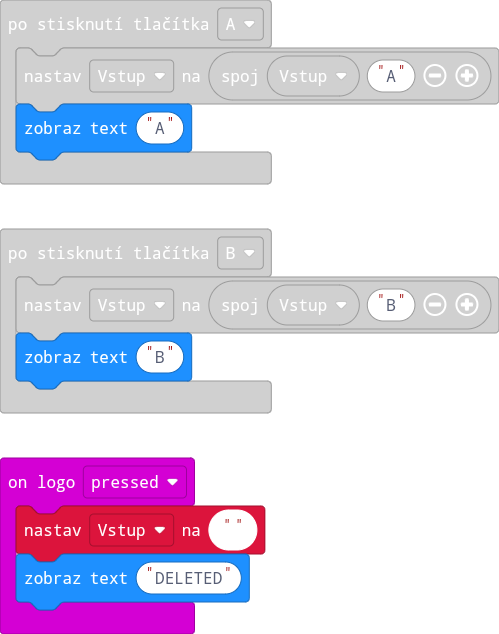 po stisknutí tlačítka A
nastav Vstup na spoj Vstup "A"
zobraz text "A"
po stisknutí tlačítka B
nastav Vstup na spoj Vstup "B"
zobraz text "B"
on logo pressed
nastav Vstup na " "
zobraz text "DELETED"